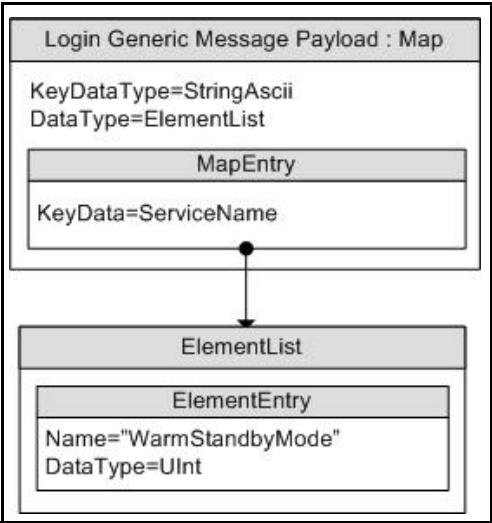 Login Generic Message Payload : Map
KeyDataType=StringAscii
DataType=ElementList
MapEntry
KeyData=ServiceName
ElementList
ElementEntry
Name="WarmStandbyMode"
DataType=UInt